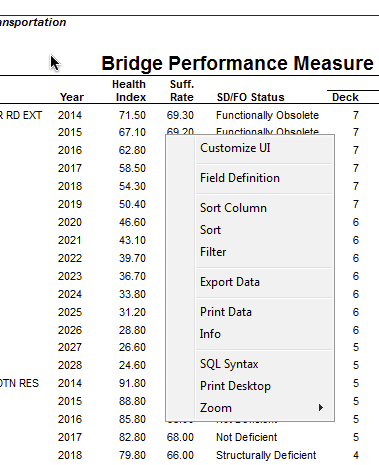 ansportation
Bridge Performance Measure
Health Suff.
Year Index Rate SD/FO Status Deck
R RD EXT 2014 71.50 69.30 Functionally Obsolete 7
2015 67.10 69.20 Functionally Obsolete 7
2016 62.80 7
2017 58.50 7
2018 54.30 7
2019 50.40 7
2020 46.60 6
2021 43.10 6
2022 39.70 6
2023 36.70 6
2024 33.80 6
2025 31.20 6
2026 28.80 6
2027 26.60 5
2028 24.60 5
OTN RES 2014 91.80 5
2015 88.80 5
2016 85.80 Not Deficient 5
2017 82.80 68.00 Not Deficient 5
2018 79.80 66.00 Structurally Deficient 4
Customize UI
Field Definition
Sort Column
Sort
Filter
Export Data
Print Data
Info
SQL Syntax
Print Desktop
Zoom